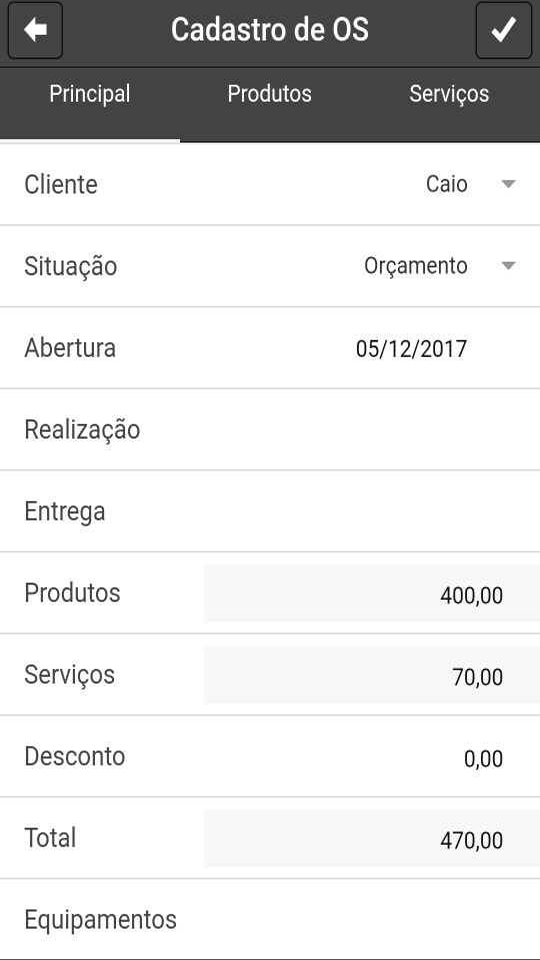 Cadastro de OS
Principal Produtos Serviços
Cliente Caio
Situação Orçamento
Abertura 05/12/2017
Realização
Entrega
Produtos 400,00
Serviços 70,00
Desconto 0,00
Total 470,00
Equipamentos